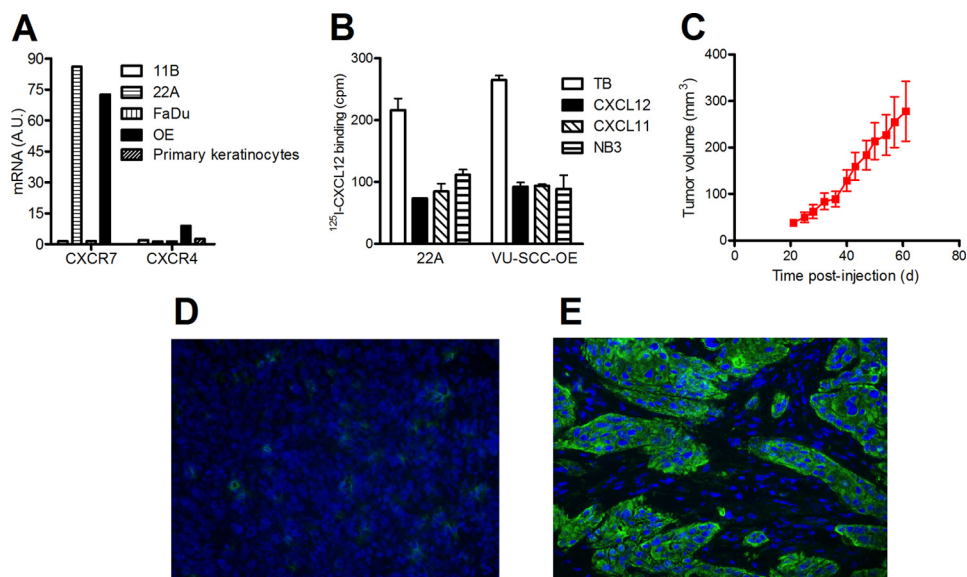 A
90
75
60
45
30
15
0
mRNA (A.U.)
CXCR7 CXCR4
11B
22A
FaDu
OE
Primary keratinocytes
B
300
200
100
0
¹²⁵I-CXCL12 binding (cpm)
22A VU-SCC-OE
TB
CXCL12
CXCL11
NB3
C
400
300
200
100
0
Tumor volume (mm³)
0 20 40 60 80
Time post-injection (d)
D
E